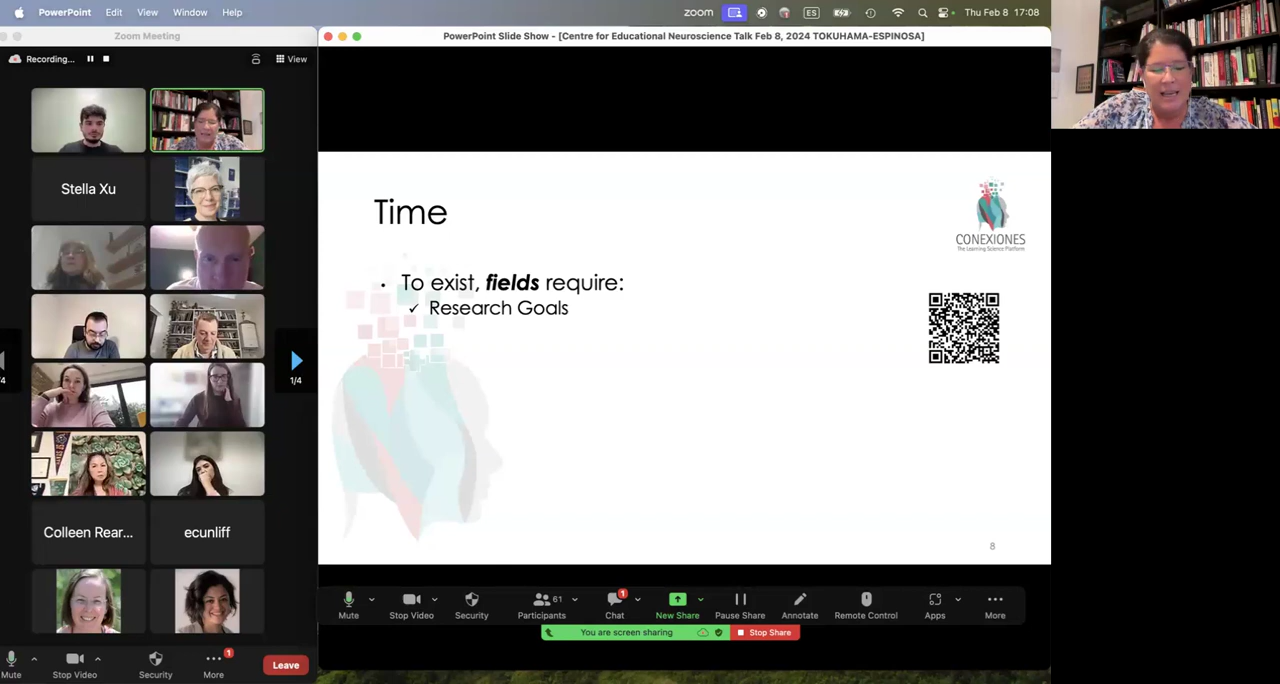 PowerPoint Edit View Window Help
zoom ES Thu Feb 8 17:08
Zoom Meeting
PowerPoint Slide Show - [Centre for Educational Neuroscience Talk Feb 8, 2024 TOKUHAMA-ESPINOSA]
Recording...
View
Stella Xu
1/4
Colleen Rear...
ecunliff
Time
CONEXIONES
The Learning Science Platform
• To exist, fields require:
✓ Research Goals
8
Mute
Stop Video
Security
61
Participants
1
Chat
New Share
Pause Share
Annotate
Remote Control
Apps
More
You are screen sharing
Stop Share
Mute
Stop Video
Security
1
More
Leave